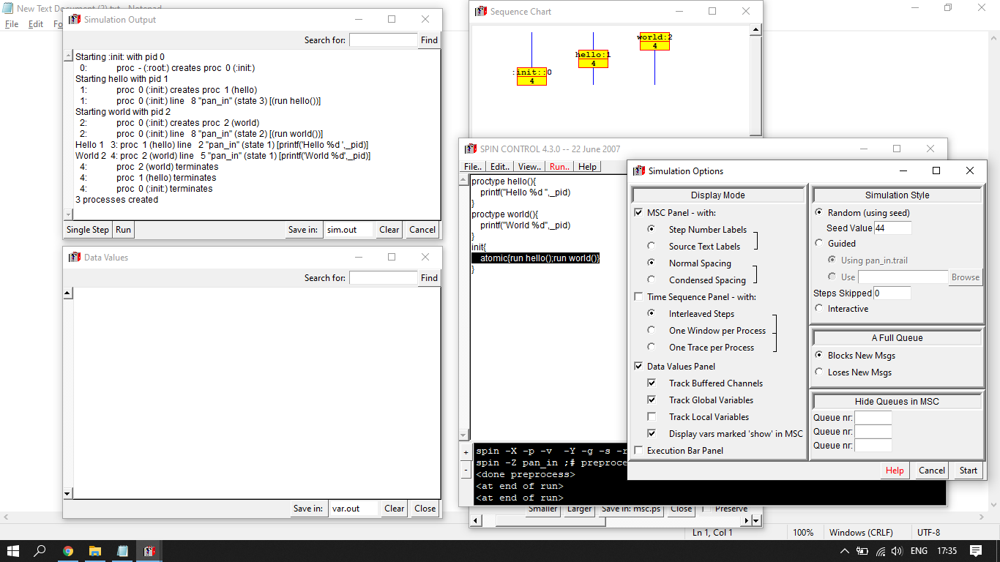 New Text Document (2).txt - Notepad
File Edit Fo
Simulation Output
Search for: Find
Starting :init: with pid 0
0: proc - (:root:) creates proc 0 (:init:)
Starting hello with pid 1
1: proc 0 (:init:) creates proc 1 (hello)
1: proc 0 (:init:) line 8 "pan_in" (state 3) [(run hello())]
Starting world with pid 2
2: proc 0 (:init:) creates proc 2 (world)
2: proc 0 (:init:) line 8 "pan_in" (state 2) [(run world())]
Hello 1 3: proc 1 (hello) line 2 "pan_in" (state 1) [printf('Hello %d ',_pid)]
World 2 4: proc 2 (world) line 5 "pan_in" (state 1) [printf('World %d',_pid)]
4: proc 2 (world) terminates
4: proc 1 (hello) terminates
4: proc 0 (:init:) terminates
3 processes created
Single Step Run Save in: sim.out Clear Cancel
Data Values
Search for: Find
Save in: var.out Clear Close
Sequence Chart
world:2
4
hello:1
4
:init::0
4
SPIN CONTROL 4.3.0 -- 22 June 2007
File.. Edit.. View.. Run.. Help
proctype hello(){
printf("Hello %d ",_pid)
}
proctype world(){
printf("World %d",_pid)
}
init{
atomic{run hello();run world()}
}
+
-
spin -X -p -v -Y -g -s -r
spin -Z pan_in ;# preproce
<done preprocess>
<at end of run>
<at end of run>
Smaller Larger Save in: msc.ps Close Preserve
Simulation Options
Display Mode
MSC Panel - with:
Step Number Labels
Source Text Labels
Normal Spacing
Condensed Spacing
Time Sequence Panel - with:
Interleaved Steps
One Window per Process
One Trace per Process
Data Values Panel
Track Buffered Channels
Track Global Variables
Track Local Variables
Display vars marked 'show' in MSC
Execution Bar Panel
Simulation Style
Random (using seed)
Seed Value 44
Guided
Using pan_in.trail
Use Browse
Steps Skipped 0
Interactive
A Full Queue
Blocks New Msgs
Loses New Msgs
Hide Queues in MSC
Queue nr:
Queue nr:
Queue nr:
Help Cancel Start
Ln 1, Col 1 100% Windows (CRLF) UTF-8
ENG 17:35